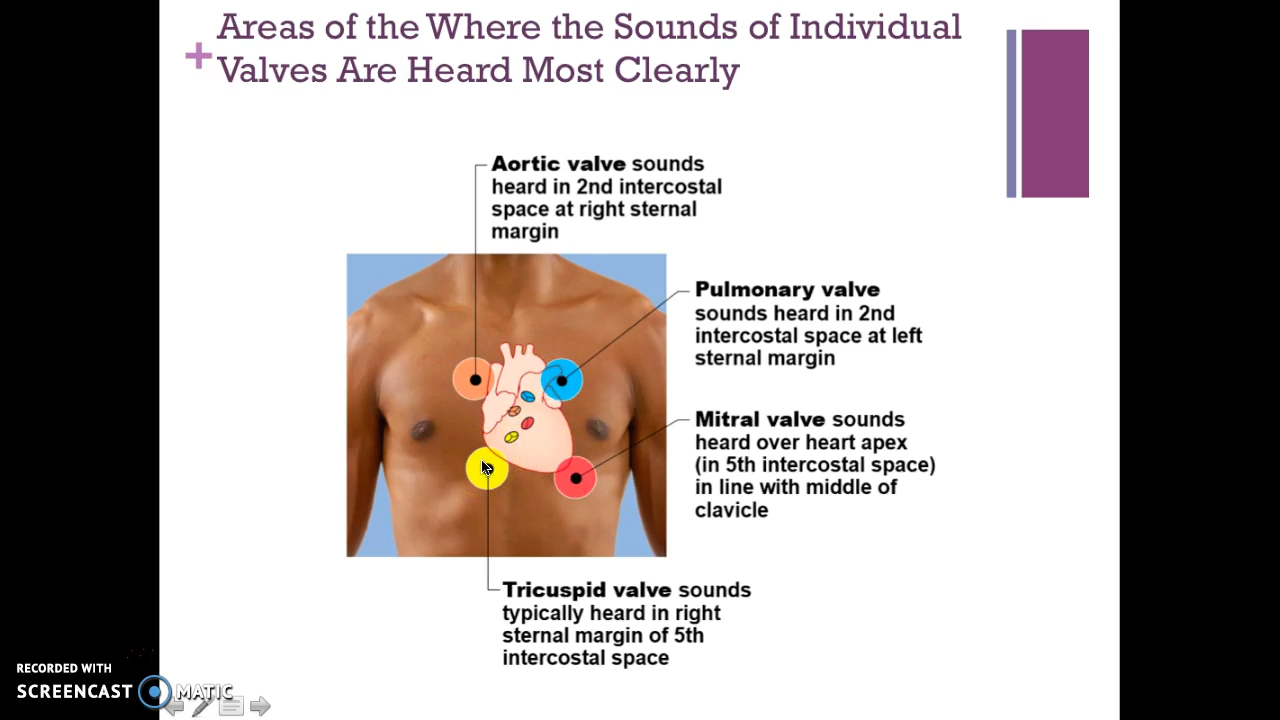 Areas of the Where the Sounds of Individual
+ Valves Are Heard Most Clearly
Aortic valve sounds
heard in 2nd intercostal
space at right sternal
margin
Pulmonary valve
sounds heard in 2nd
intercostal space at left
sternal margin
Mitral valve sounds
heard over heart apex
(in 5th intercostal space)
in line with middle of
clavicle
Tricuspid valve sounds
typically heard in right
sternal margin of 5th
intercostal space
RECORDED WITH
SCREENCAST MATIC